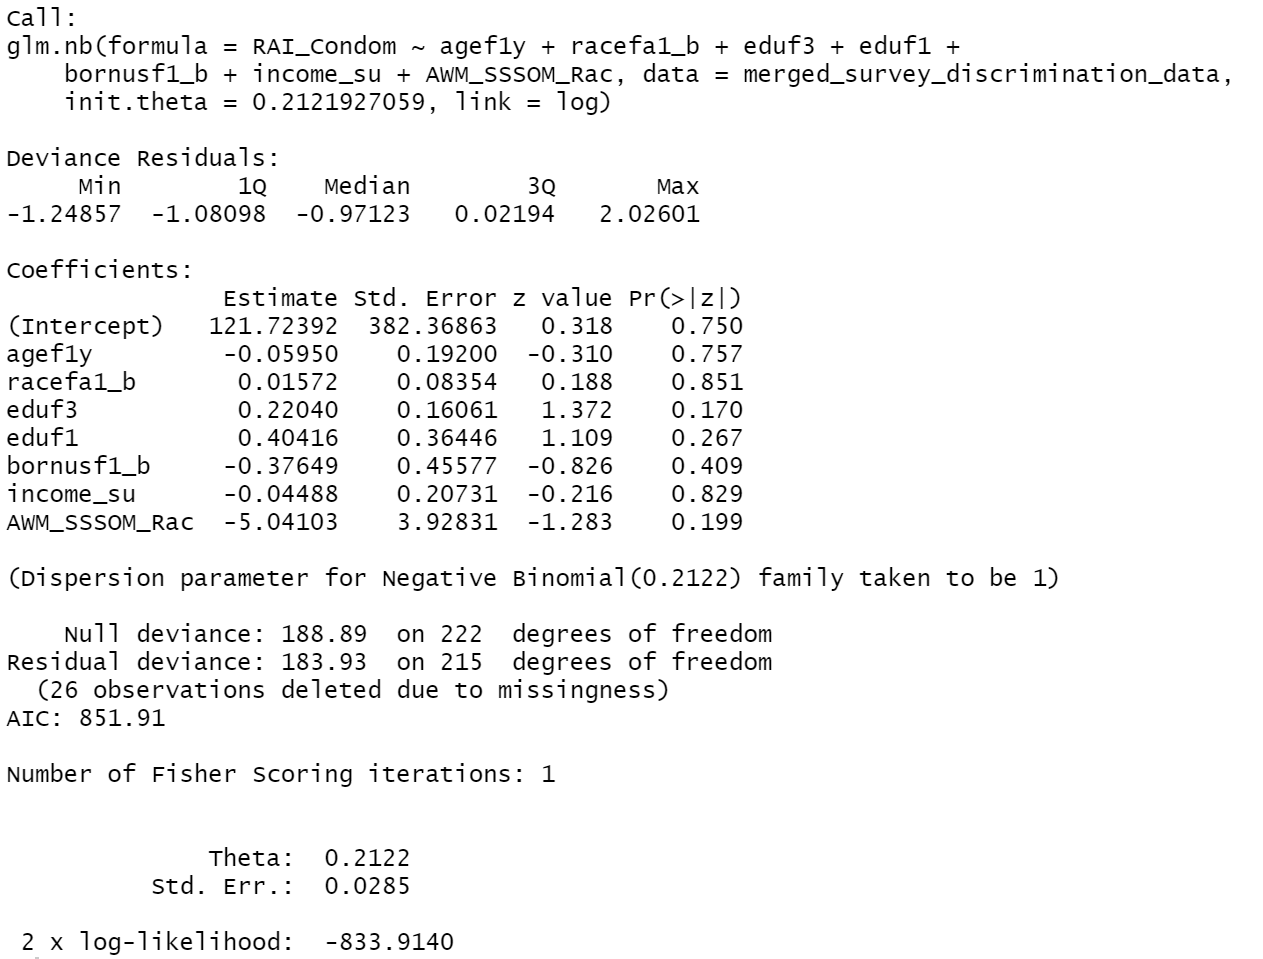 Call:
glm.nb(formula = RAI_Condom ~ agef1y + racefa1_b + eduf3 + eduf1 +
    bornusf1_b + income_su + AWM_SSSOM_Rac, data = merged_survey_discrimination_data,
    init.theta = 0.2121927059, link = log)

Deviance Residuals:
     Min        1Q    Median        3Q       Max
-1.24857  -1.08098  -0.97123   0.02194   2.02601

Coefficients:
               Estimate Std. Error z value Pr(>|z|)
(Intercept)   121.72392  382.36863   0.318    0.750
agef1y         -0.05950    0.19200  -0.310    0.757
racefa1_b       0.01572    0.08354   0.188    0.851
eduf3           0.22040    0.16061   1.372    0.170
eduf1           0.40416    0.36446   1.109    0.267
bornusf1_b     -0.37649    0.45577  -0.826    0.409
income_su      -0.04488    0.20731  -0.216    0.829
AWM_SSSOM_Rac  -5.04103    3.92831  -1.283    0.199

(Dispersion parameter for Negative Binomial(0.2122) family taken to be 1)

    Null deviance: 188.89  on 222  degrees of freedom
Residual deviance: 183.93  on 215  degrees of freedom
  (26 observations deleted due to missingness)
AIC: 851.91

Number of Fisher Scoring iterations: 1


              Theta:  0.2122
          Std. Err.:  0.0285

 2 x log-likelihood:  -833.9140